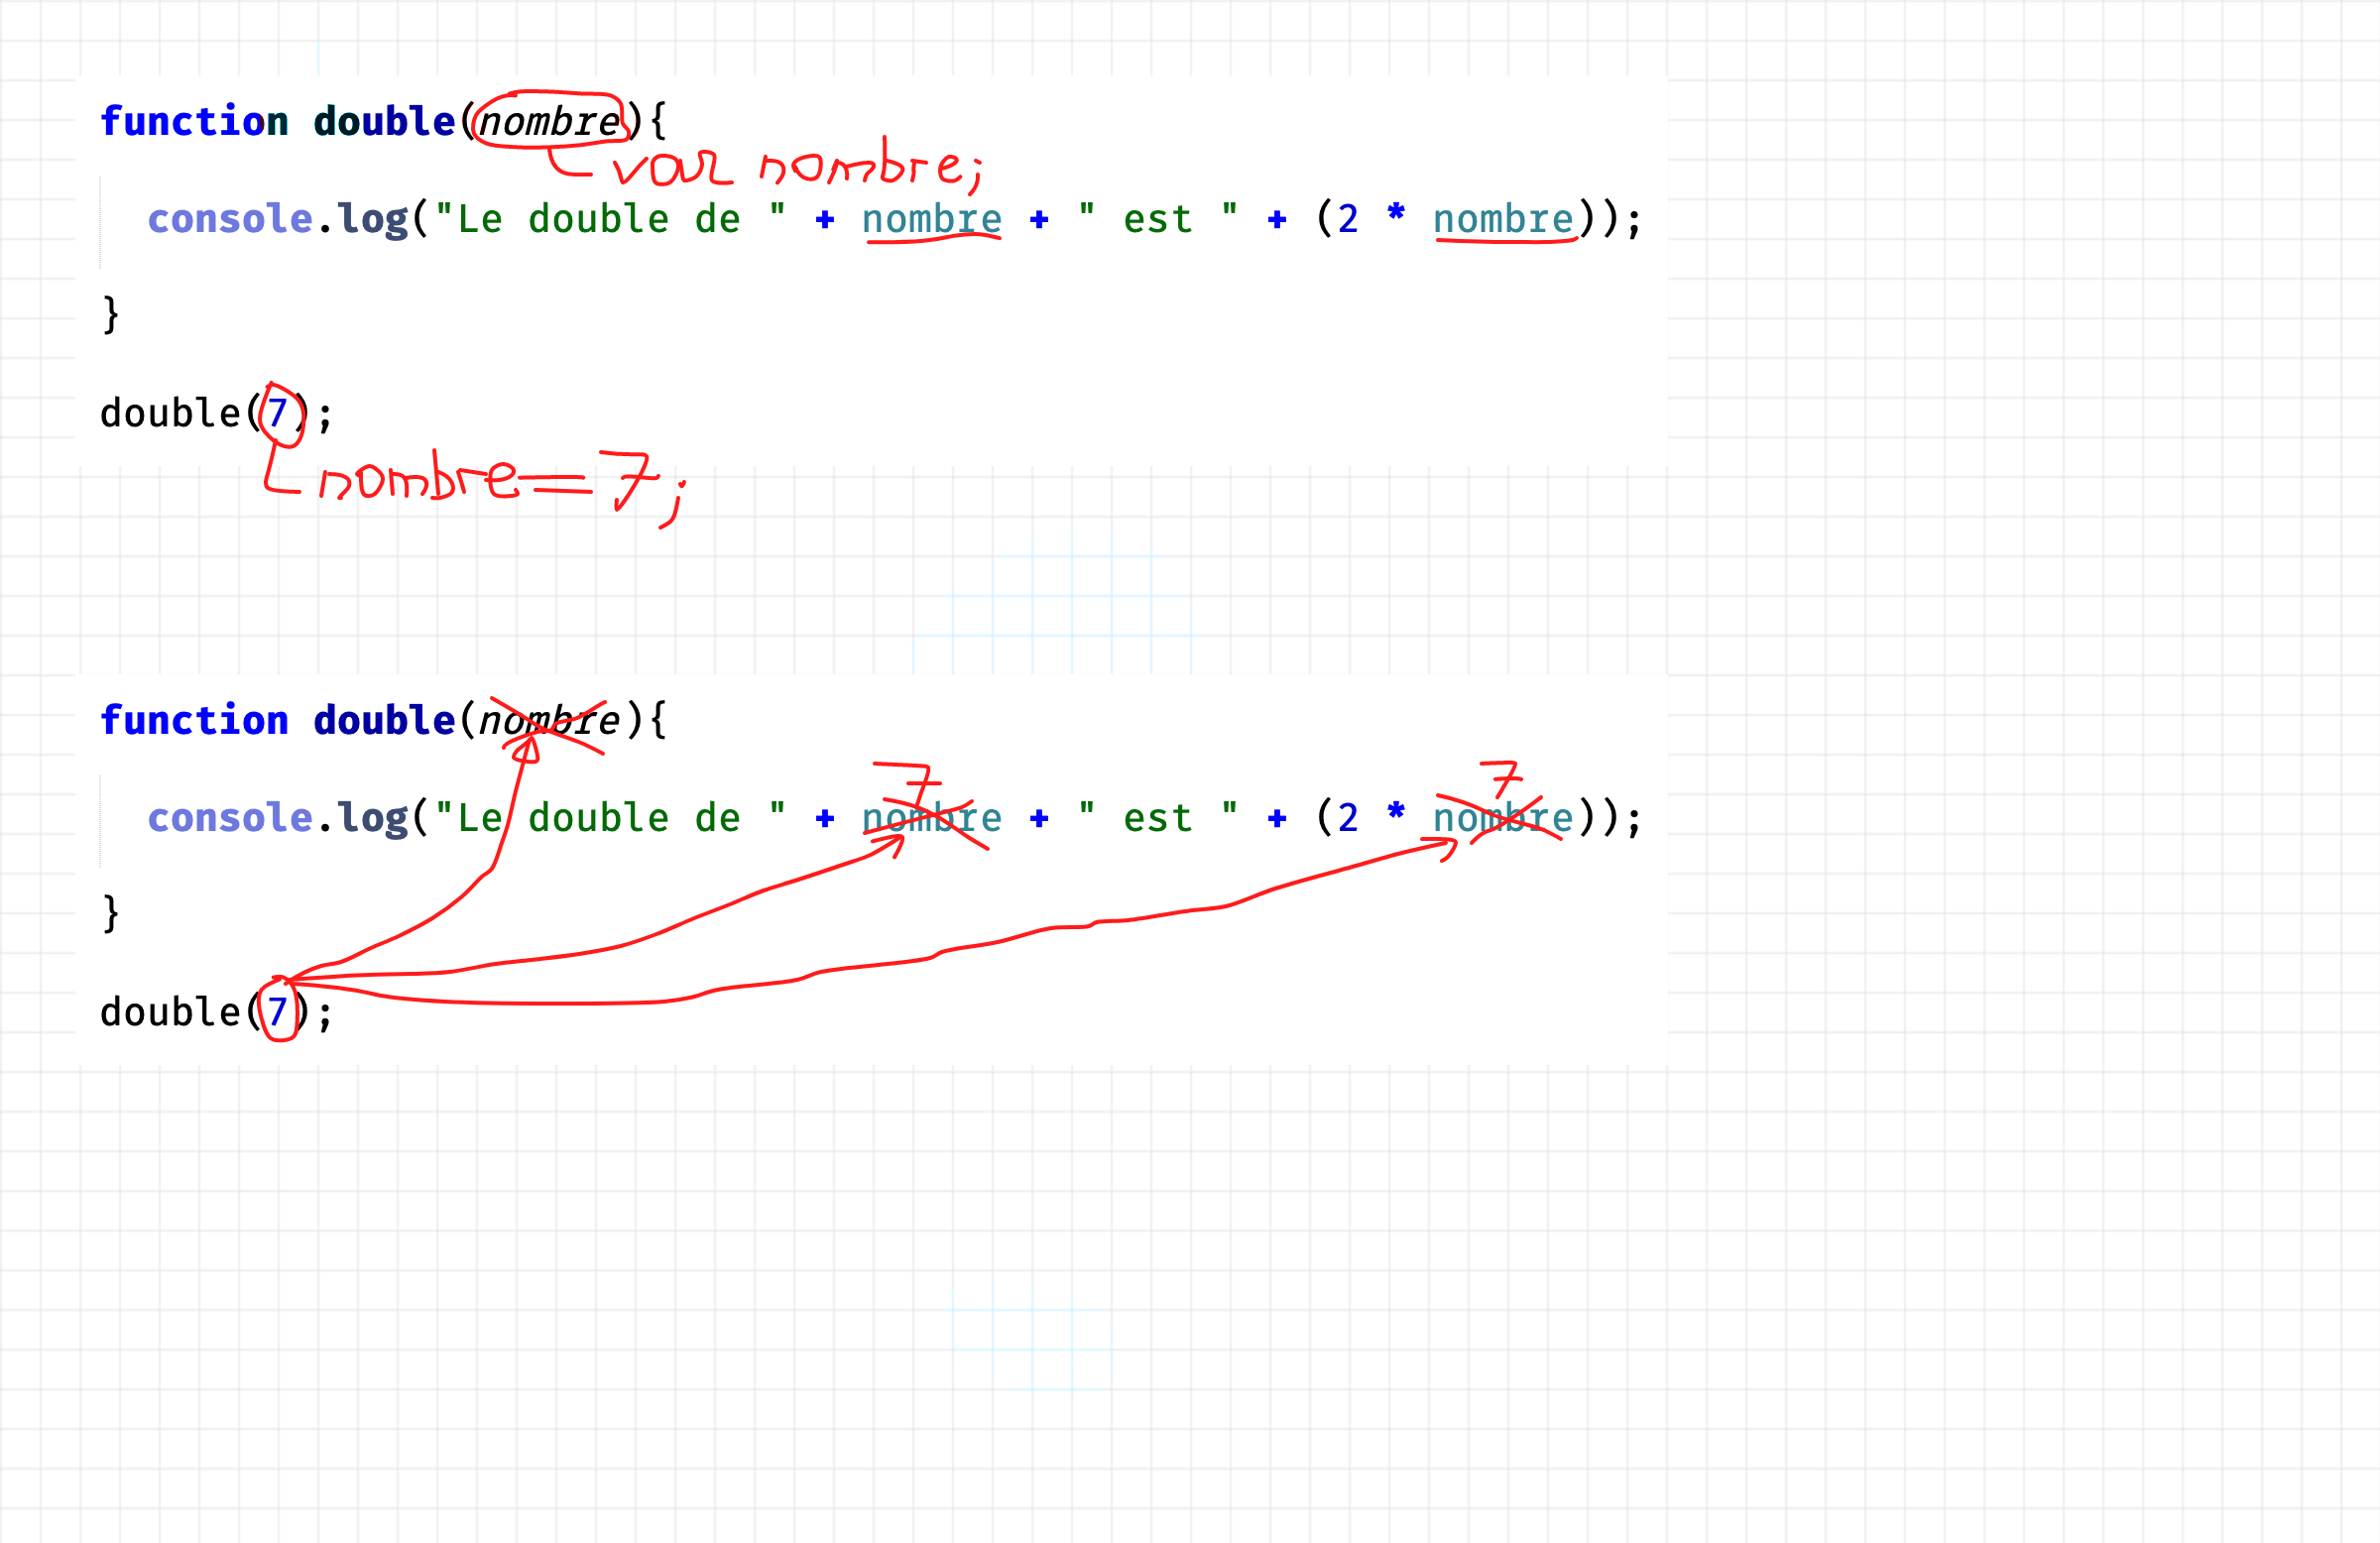 function double(nombre){
var nombre;
console.log("Le double de " + nombre + " est " + (2 * nombre));
}
double(7);
nombre=7;
function double(nombre){
7 7
console.log("Le double de " + nombre + " est " + (2 * nombre));
}
double(7);